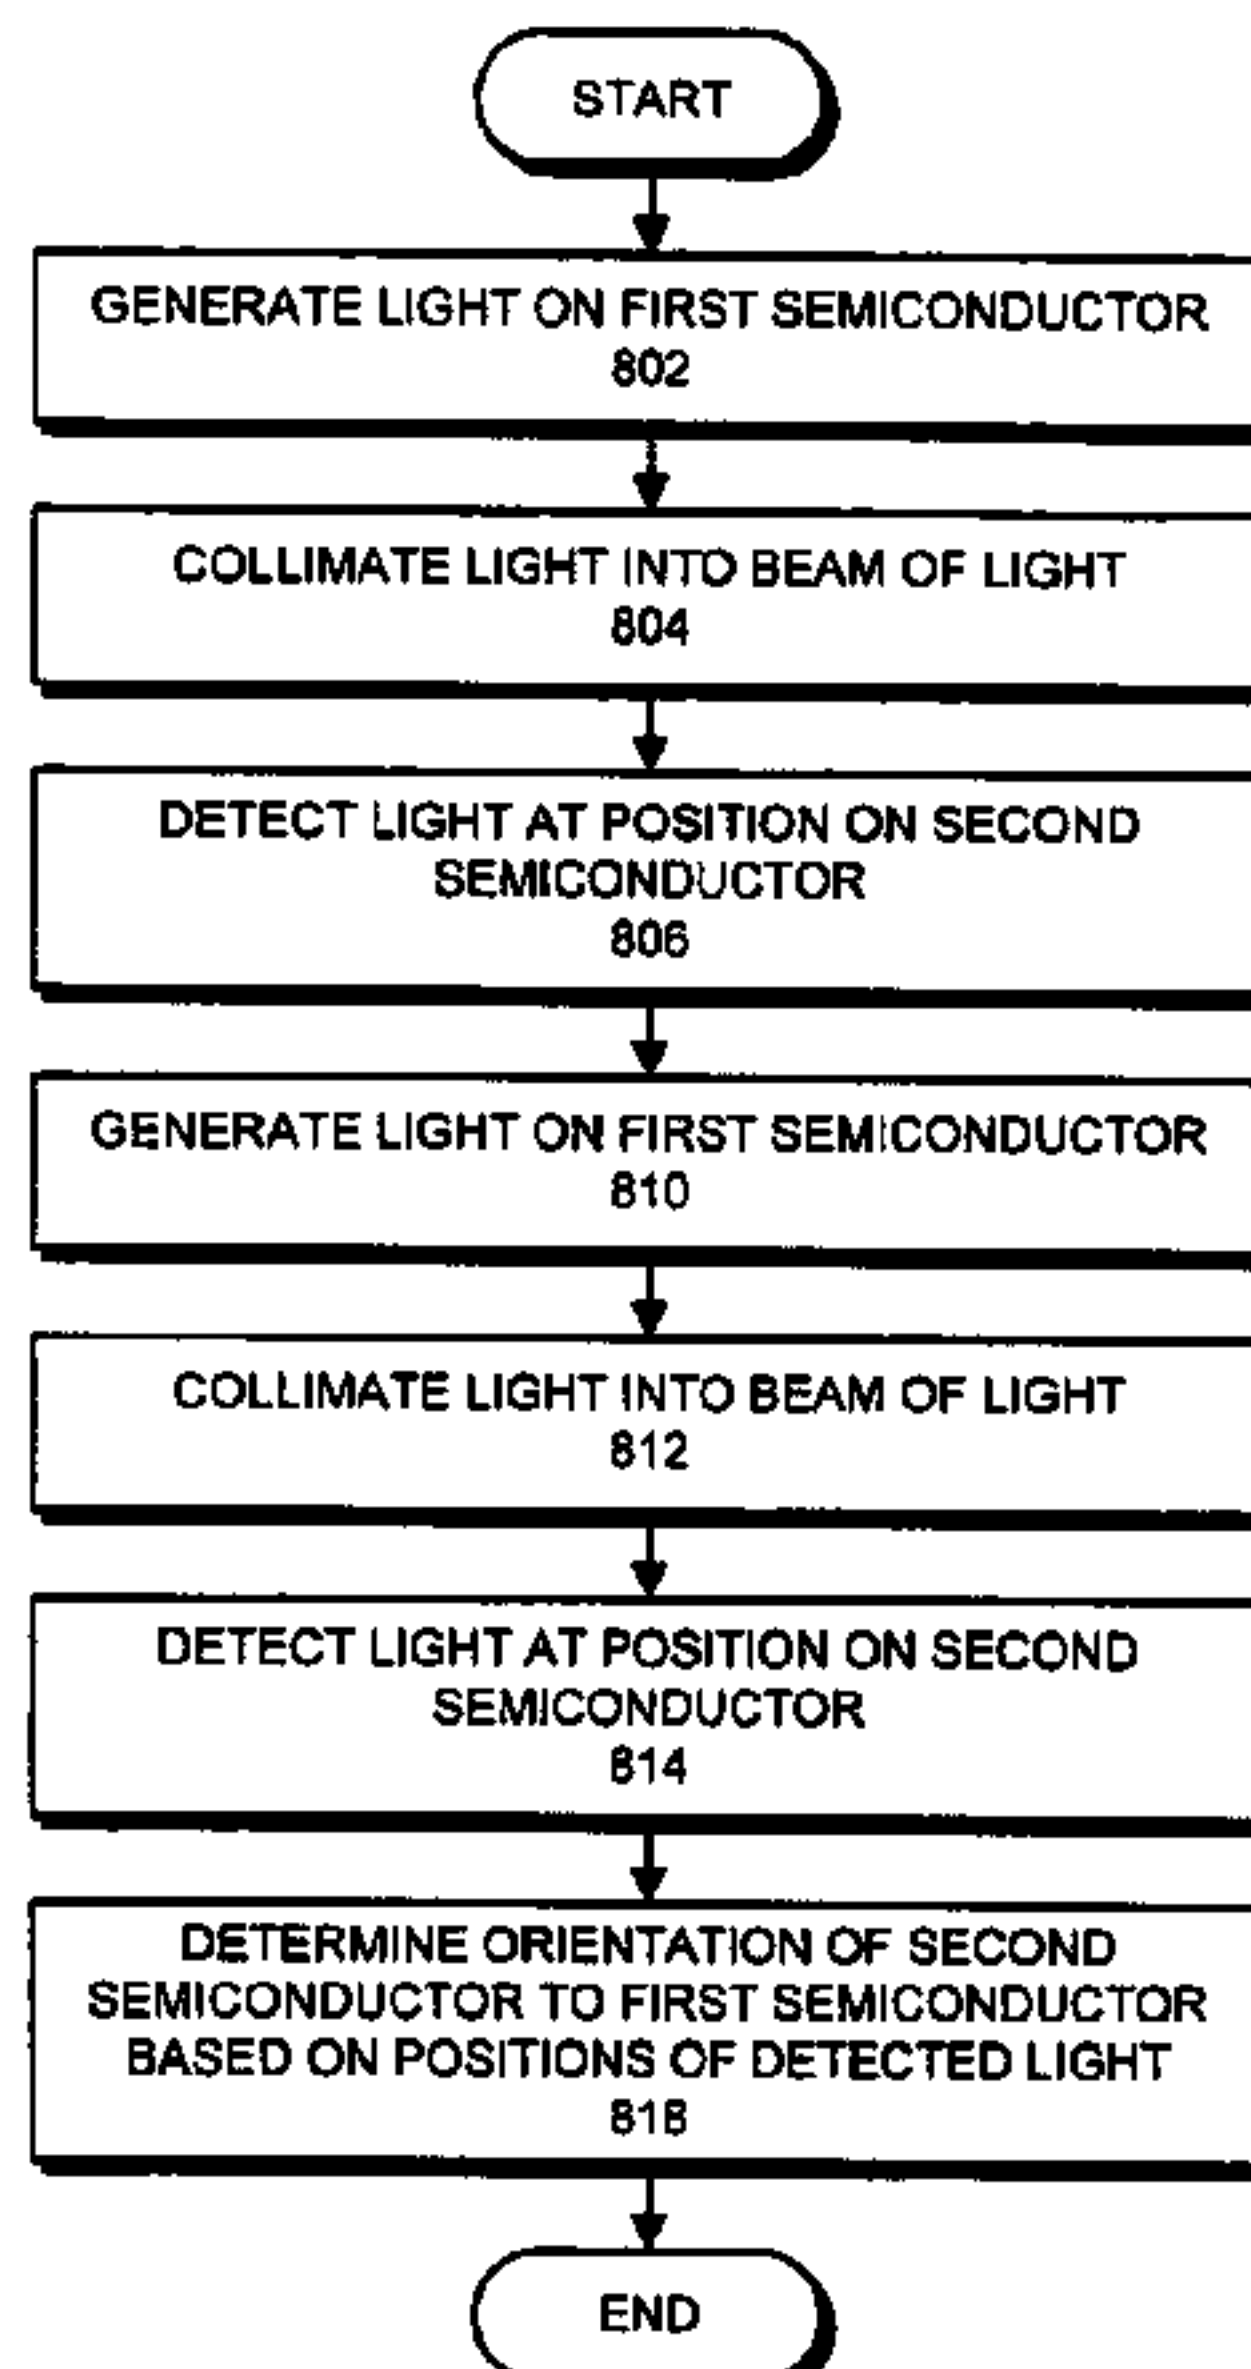 START
GENERATE LIGHT ON FIRST SEMICONDUCTOR
802
COLLIMATE LIGHT INTO BEAM OF LIGHT
804
DETECT LIGHT AT POSITION ON SECOND
SEMICONDUCTOR
806
GENERATE LIGHT ON FIRST SEMICONDUCTOR
810
COLLIMATE LIGHT INTO BEAM OF LIGHT
812
DETECT LIGHT AT POSITION ON SECOND
SEMICONDUCTOR
814
DETERMINE ORIENTATION OF SECOND
SEMICONDUCTOR TO FIRST SEMICONDUCTOR
BASED ON POSITIONS OF DETECTED LIGHT
818
END